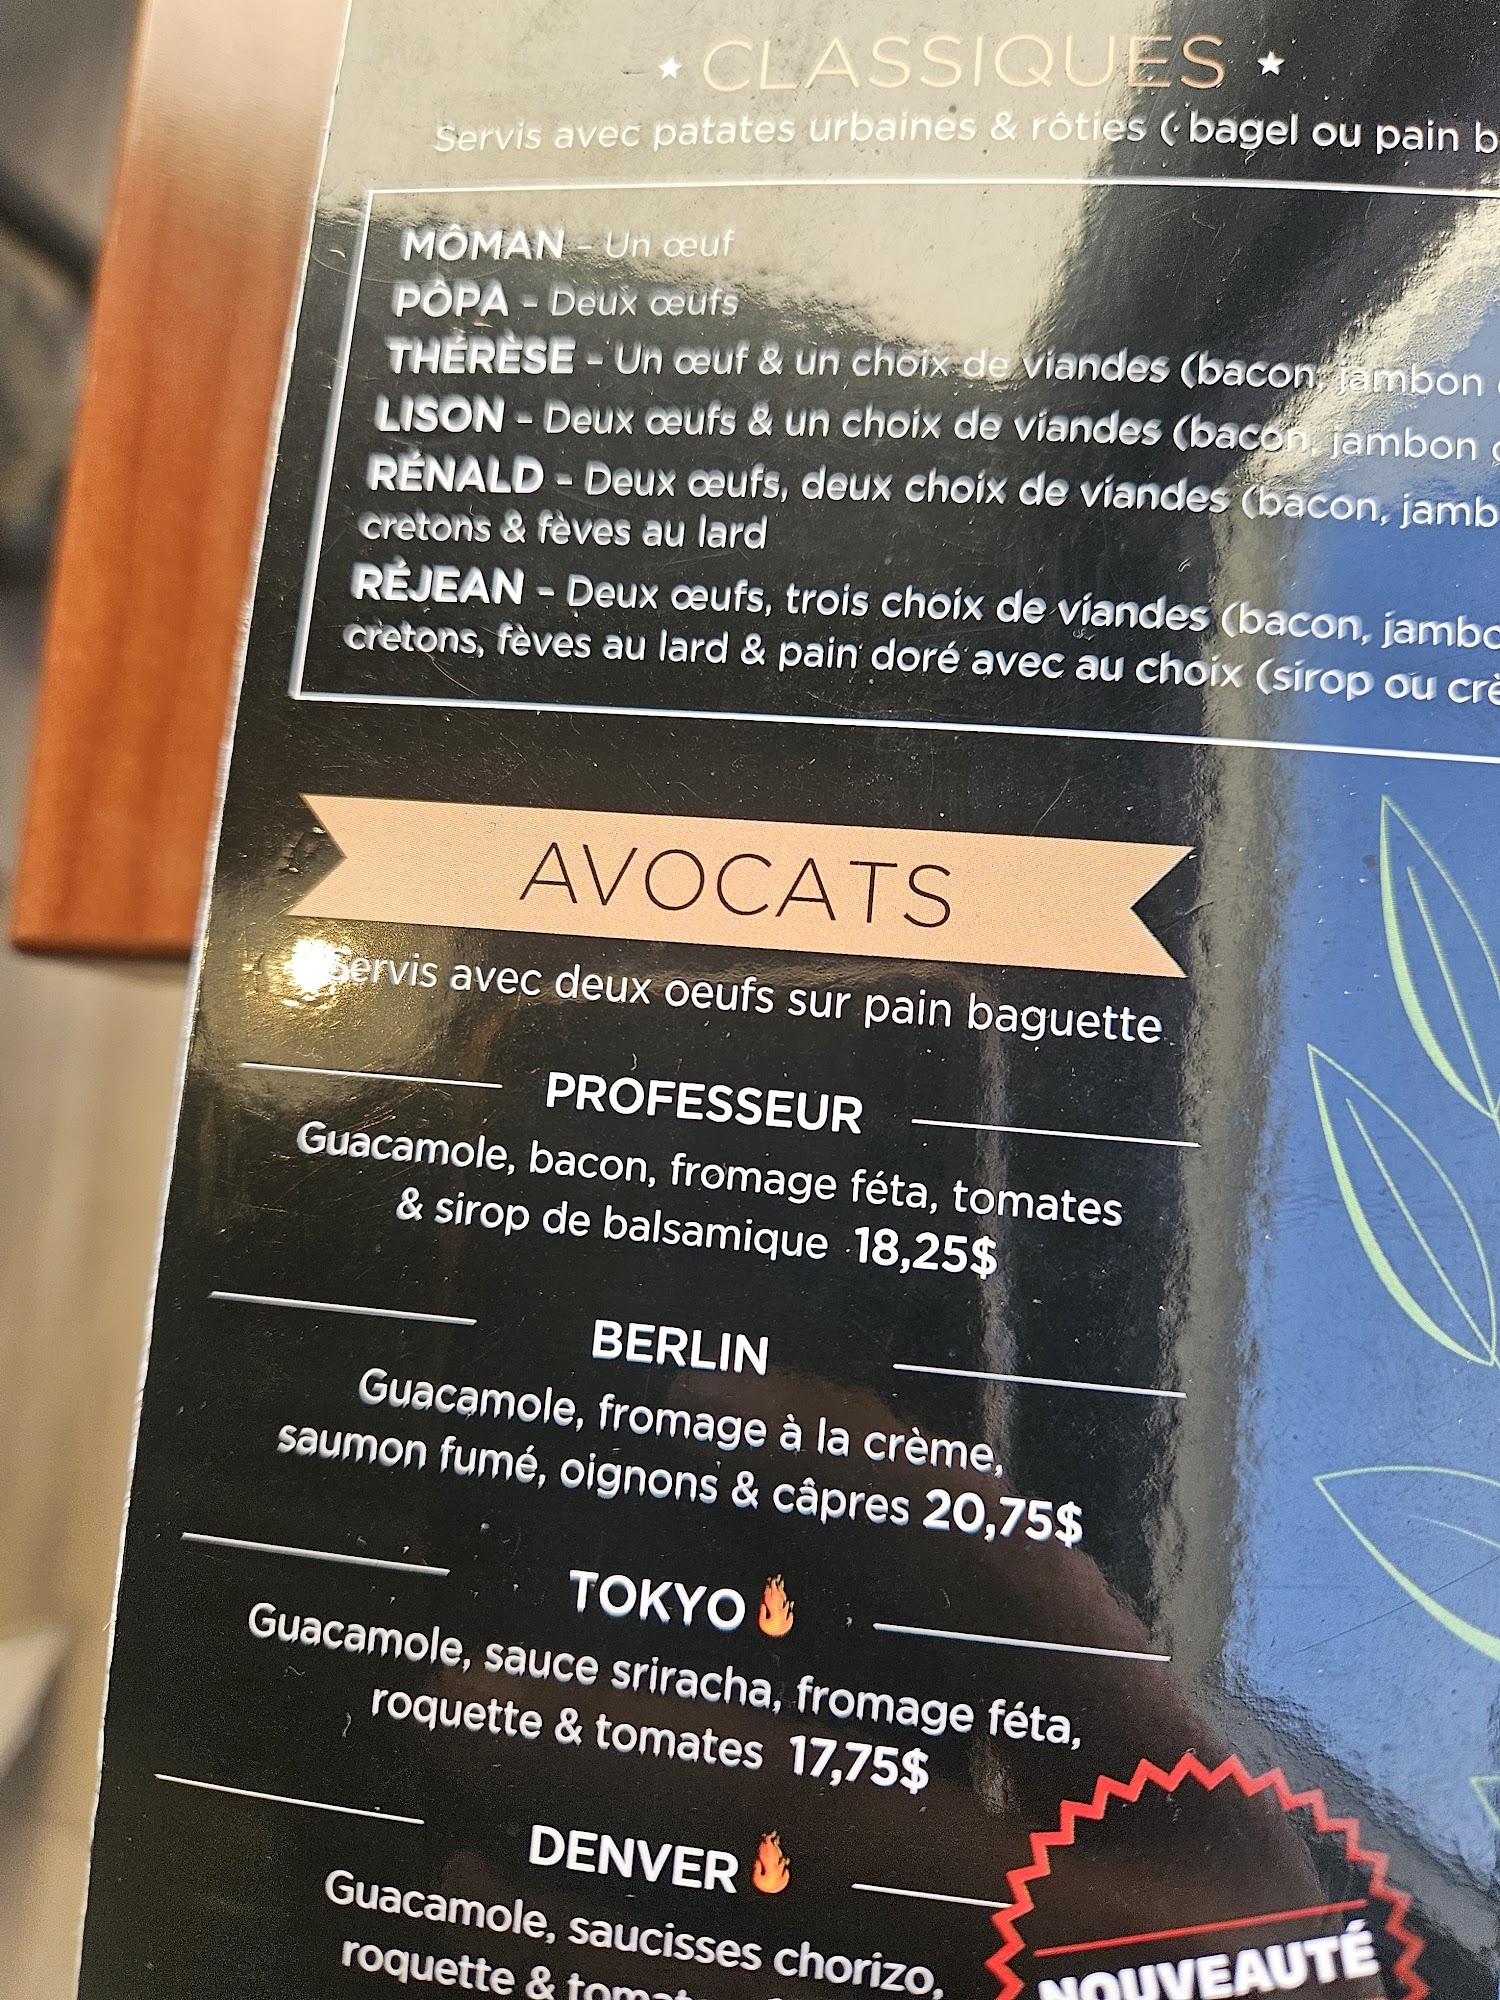 CLASSIQUES
Servis avec patates urbaines & rôties ( bagel ou pain
MÔMAN - Un œuf
PÔPA - Deux œufs
THÉRÈSE - Un œuf & un choix de viandes (bacon, jambon
LISON - Deux œufs & un choix de viandes (bacon, jambon
RÉNALD - Deux œufs, deux choix de viandes (bacon, jamb
cretons & fèves au lard
RÉJEAN - Deux œufs, trois choix de viandes (bacon, jambo
cretons, fèves au lard & pain doré avec au choix (sirop ou crè
AVOCATS
Servis avec deux oeufs sur pain baguette
PROFESSEUR
Guacamole, bacon, fromage féta, tomates
& sirop de balsamique 18,25$
BERLIN
Guacamole, fromage à la crème,
saumon fumé, oignons & câpres 20,75$
TOKYO
Guacamole, sauce sriracha, fromage féta,
roquette & tomates 17,75$
DENVER
Guacamole, saucisses chorizo,
roquette &
NOUVEAUTÉ